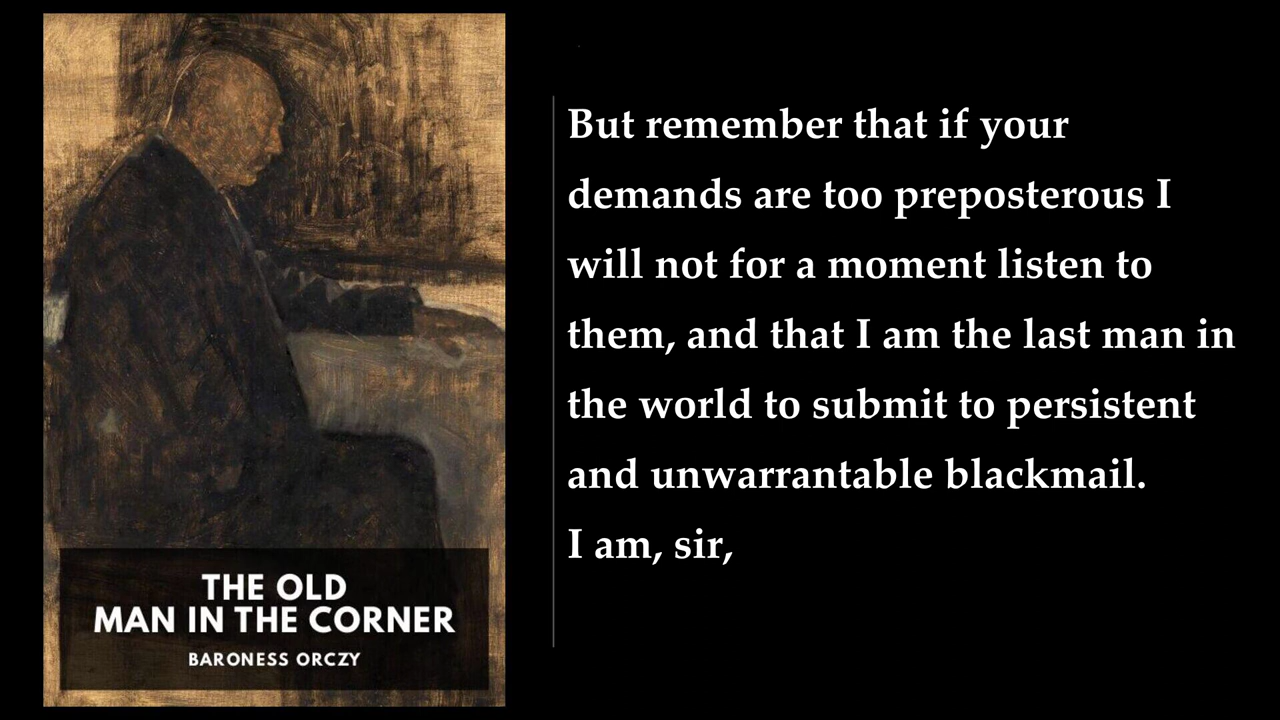 THE OLD
MAN IN THE CORNER
BARONESS ORCZY
But remember that if your
demands are too preposterous I
will not for a moment listen to
them, and that I am the last man in
the world to submit to persistent
and unwarrantable blackmail.
I am, sir,